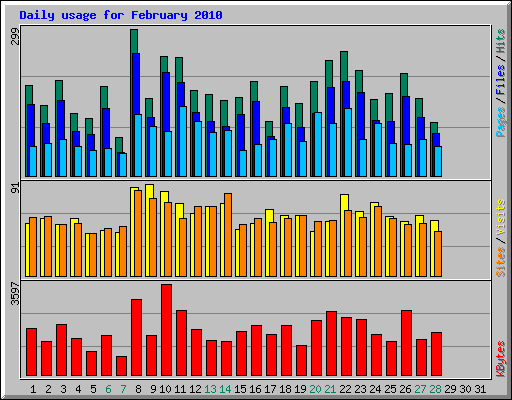 Daily usage for February 2010
299
Pages / Files / Hits
91
Sites / Visits
3597
KBytes
1 2 3 4 5 6 7 8 9 10 11 12 13 14 15 16 17 18 19 20 21 22 23 24 25 26 27 28 29 30 31